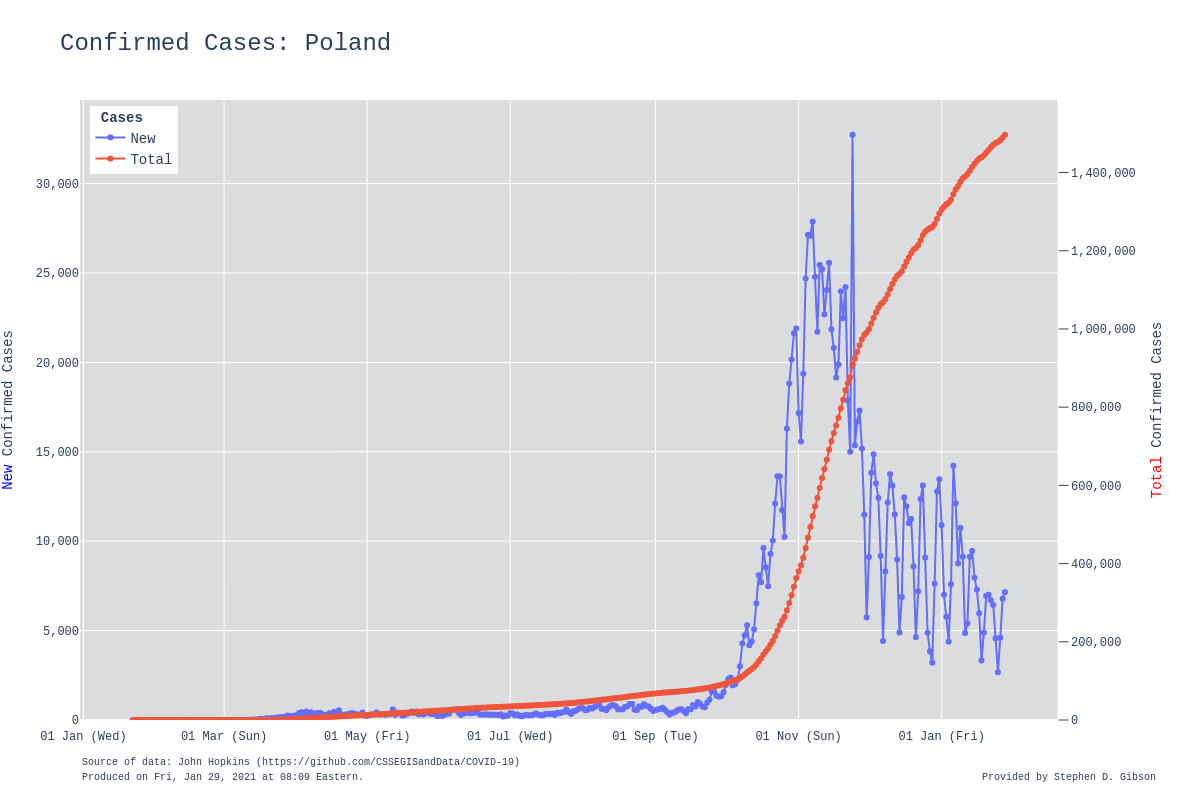 Confirmed Cases: Poland
Cases
New
Total
30,000
25,000
20,000
15,000
10,000
5,000
0
1,400,000
1,200,000
1,000,000
800,000
600,000
400,000
200,000
0
New Confirmed Cases
Total Confirmed Cases
01 Jan (Wed)
01 Mar (Sun)
01 May (Fri)
01 Jul (Wed)
01 Sep (Tue)
01 Nov (Sun)
01 Jan (Fri)
Source of data: John Hopkins (https://github.com/CSSEGISandData/COVID-19)
Produced on Fri, Jan 29, 2021 at 08:09 Eastern.
Provided by Stephen D. Gibson